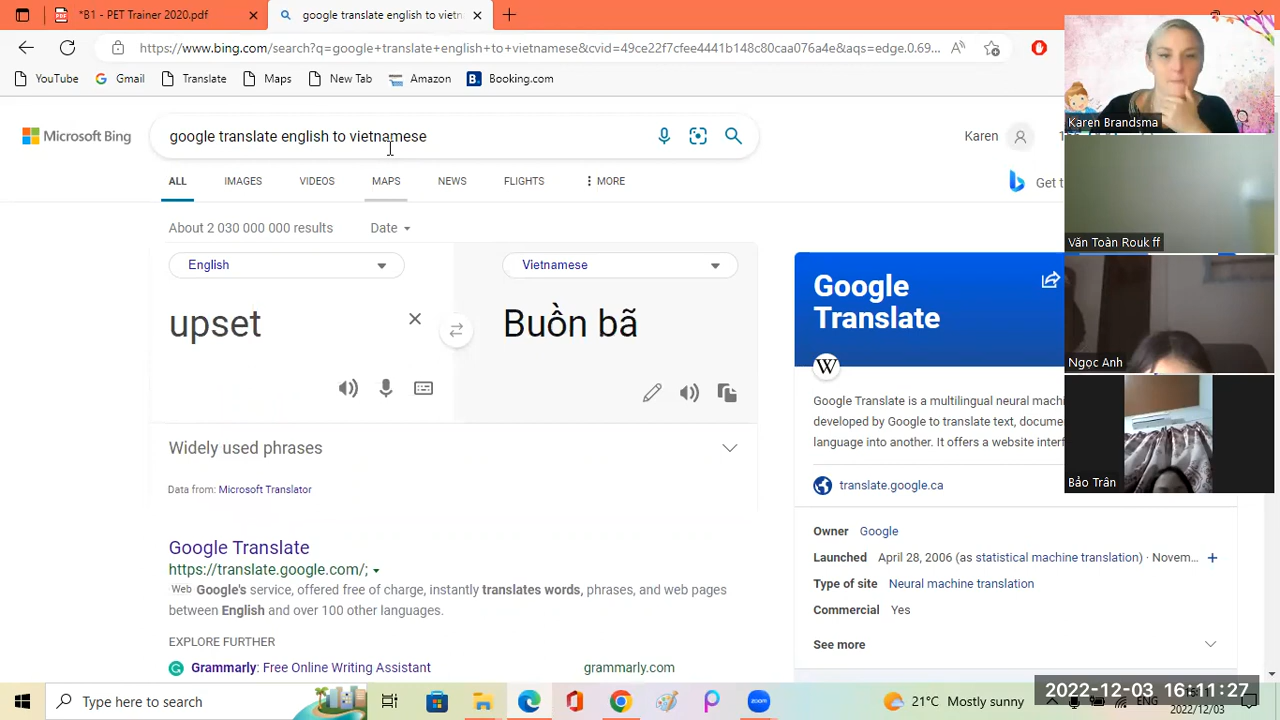 *B1 - PET Trainer 2020.pdf
google translate english to vietn
https://www.bing.com/search?q=google+translate+english+to+vietnamese&cvid=49ce22f7cfee4441b148c80caa076a4e&aqs=edge.0.69...
YouTube
Gmail
Translate
Maps
New Tab
Amazon
Booking.com
Karen Brandsma
Microsoft Bing
google translate english to vietnamese
Karen
ALL
IMAGES
VIDEOS
MAPS
NEWS
FLIGHTS
MORE
Get t
About 2 030 000 000 results
Date
Văn Toàn Rouk ff
English
Vietnamese
upset
Buồn bã
Google
Translate
W
Ngọc Anh
Google Translate is a multilingual neural machi
developed by Google to translate text, docume
language into another. It offers a website interf
Widely used phrases
Data from: Microsoft Translator
translate.google.ca
Bảo Trân
Owner Google
Launched April 28, 2006 (as statistical machine translation) · Novem...
Type of site Neural machine translation
Commercial Yes
See more
Google Translate
https://translate.google.com/;
Web Google's service, offered free of charge, instantly translates words, phrases, and web pages
between English and over 100 other languages.
EXPLORE FURTHER
Grammarly: Free Online Writing Assistant
grammarly.com
Type here to search
zoom
21°C Mostly sunny
ENG
2022-12-03 16:11:27
2022/12/03